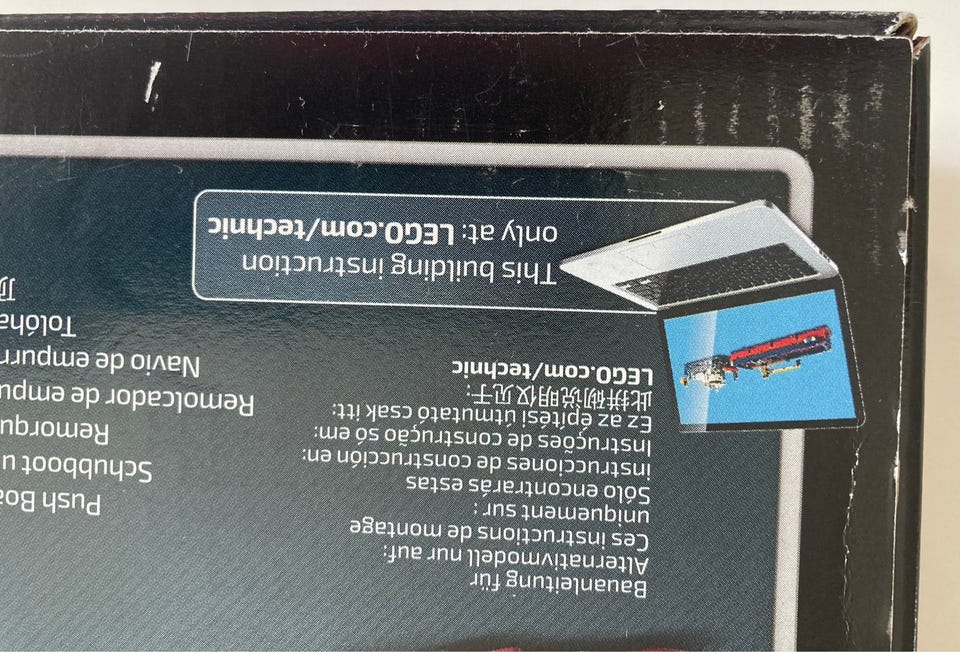 Bauanleitung für
Alternativmodell nur auf:
Ces instructions de montage
uniquement sur :
Sólo encontrarás estas
instrucciones de construcción en:
Instruções de construção só em:
Ez az építési útmutató csak itt:
此拼砌说明仅见于:
LEGO.com/technic
Push Boa
Schubboot u
Remorqu
Remolcador de empu
Navio de empurr
Tolóha
顶
This building instruction
only at: LEGO.com/technic